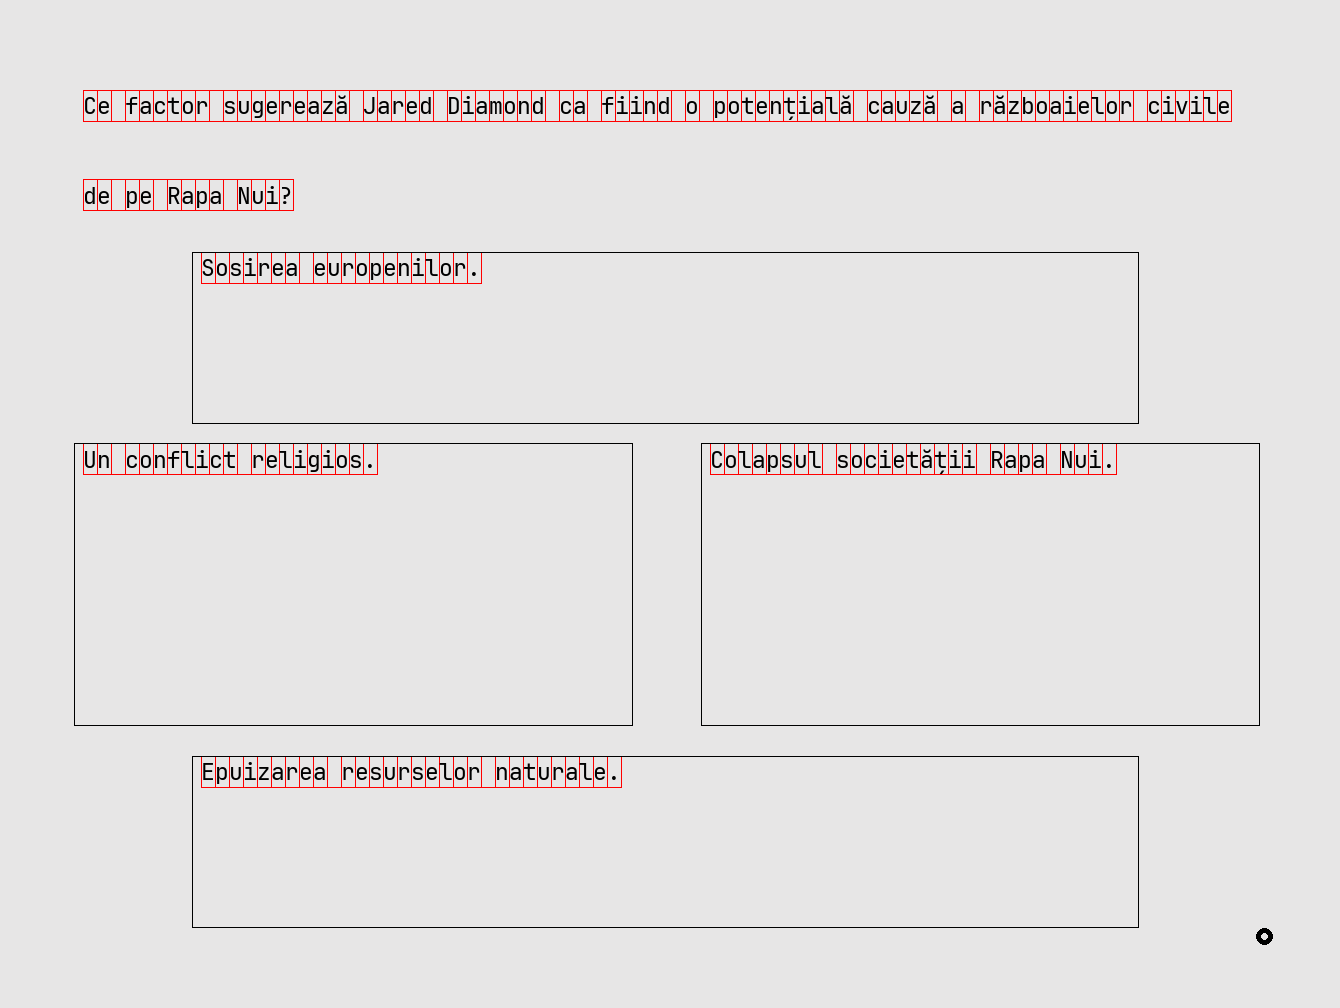 Ce factor sugerează Jared Diamond ca fiind o potențială cauză a războaielor civile
de pe Rapa Nui?
Sosirea europenilor.
Un conflict religios.
Colapsul societății Rapa Nui.
Epuizarea resurselor naturale.